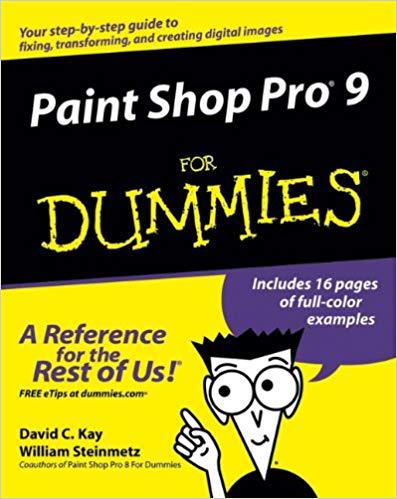 Your step-by-step guide to
fixing, transforming, and creating digital images
Paint Shop Pro® 9
FOR
DUMMIES®
Includes 16 pages
of full-color
examples
A Reference
for the
Rest of Us!®
FREE eTips at dummies.com®
David C. Kay
William Steinmetz
Coauthors of Paint Shop Pro 8 For Dummies